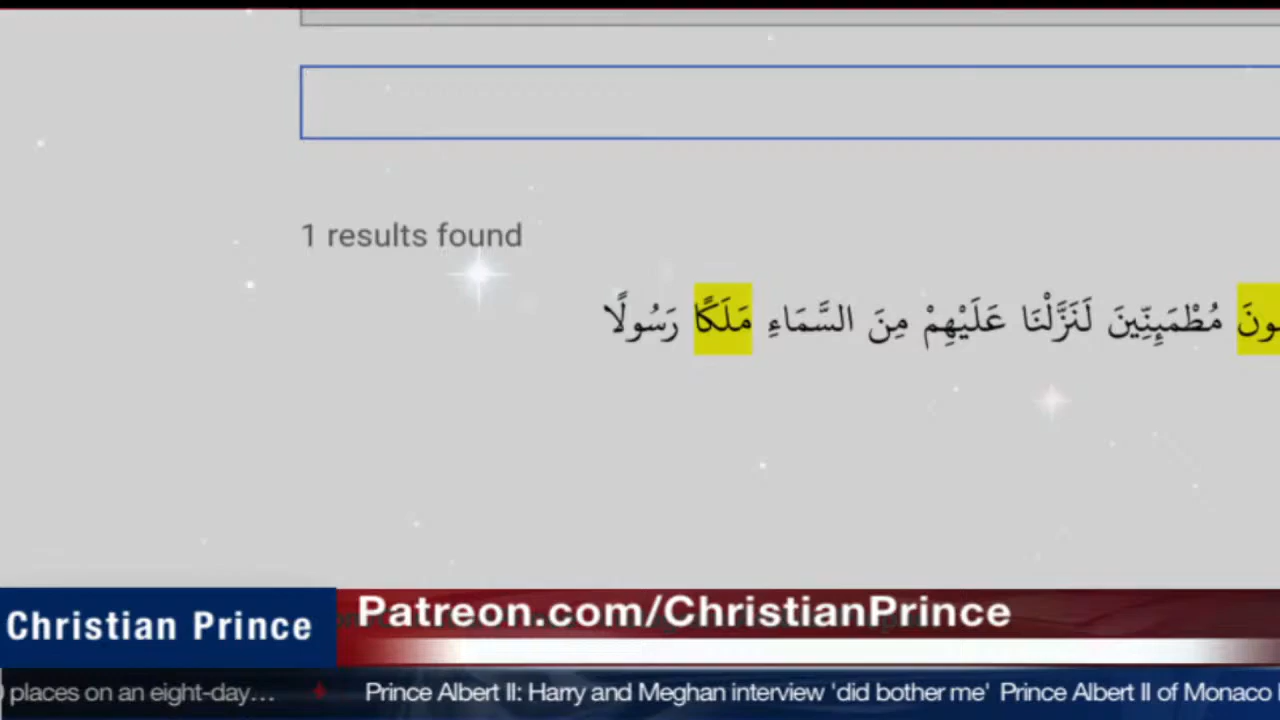 1 results found
مُطْمَئِنِّينَ لَنَزَّلْنَا عَلَيْهِمْ مِنَ السَّمَاءِ مَلَكًا رَسُولًا
Christian Prince
Patreon.com/ChristianPrince
places on an eight-day… Prince Albert II: Harry and Meghan interview 'did bother me' Prince Albert II of Monaco